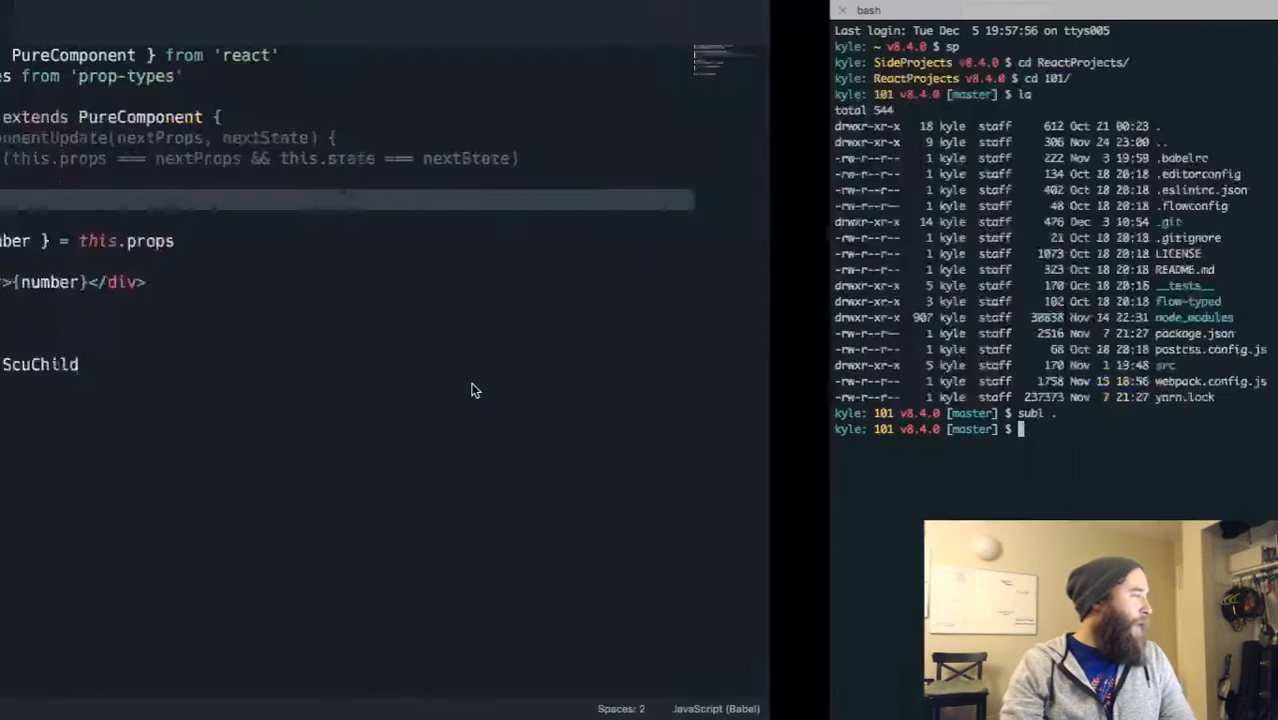 PureComponent } from 'react'
es from 'prop-types'
extends PureComponent {
onentUpdate(nextProps, nextState) {
(this.props === nextProps && this.state === nextState)
ber } = this.props
>{number}</div>
ScuChild
Spaces: 2 JavaScript (Babel)
bash
Last login: Tue Dec 5 19:57:56 on ttys005
kyle: ~ v8.4.0 $ sp
kyle: SideProjects v8.4.0 $ cd ReactProjects/
kyle: ReactProjects v8.4.0 $ cd 101/
kyle: 101 v8.4.0 [master] $ la
total 544
drwxr-xr-x 18 kyle staff 612 Oct 21 00:23 .
drwxr-xr-x 9 kyle staff 306 Nov 24 23:00 ..
-rw-r--r-- 1 kyle staff 222 Nov 3 19:59 .babelrc
-rw-r--r-- 1 kyle staff 134 Oct 18 20:18 .editorconfig
-rw-r--r-- 1 kyle staff 402 Oct 18 20:18 .eslintrc.json
-rw-r--r-- 1 kyle staff 48 Oct 18 20:18 .flowconfig
drwxr-xr-x 14 kyle staff 476 Dec 3 10:54 .git
-rw-r--r-- 1 kyle staff 21 Oct 18 20:18 .gitignore
-rw-r--r-- 1 kyle staff 1073 Oct 18 20:18 LICENSE
-rw-r--r-- 1 kyle staff 323 Oct 18 20:18 README.md
drwxr-xr-x 5 kyle staff 170 Oct 18 20:15 __tests__
drwxr-xr-x 3 kyle staff 102 Oct 18 20:18 flow-typed
drwxr-xr-x 907 kyle staff 30838 Nov 14 22:31 node_modules
-rw-r--r-- 1 kyle staff 2516 Nov 7 21:27 package.json
-rw-r--r-- 1 kyle staff 68 Oct 18 20:18 postcss.config.js
drwxr-xr-x 5 kyle staff 170 Nov 1 19:48 src
-rw-r--r-- 1 kyle staff 1758 Nov 15 18:56 webpack.config.js
-rw-r--r-- 1 kyle staff 237373 Nov 7 21:27 yarn.lock
kyle: 101 v8.4.0 [master] $ subl .
kyle: 101 v8.4.0 [master] $